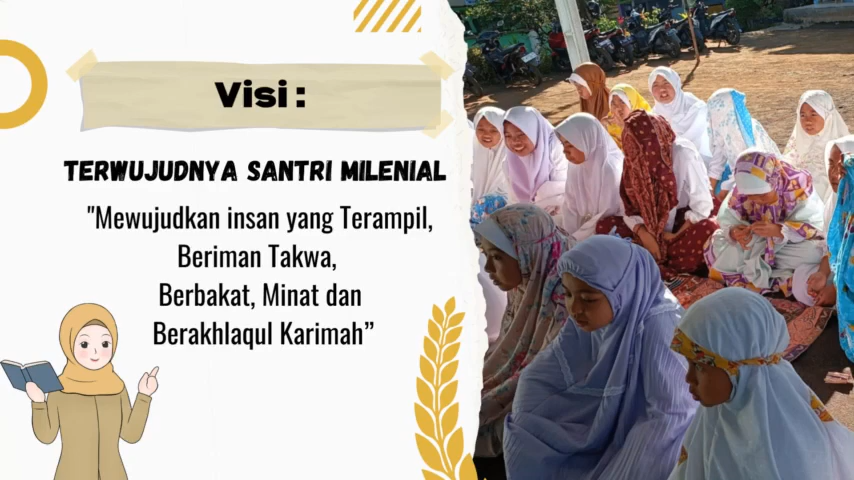 Visi :
TERWUJUDNYA SANTRI MILENIAL
"Mewujudkan insan yang Terampil,
Beriman Takwa,
Berbakat, Minat dan
Berakhlaqul Karimah”